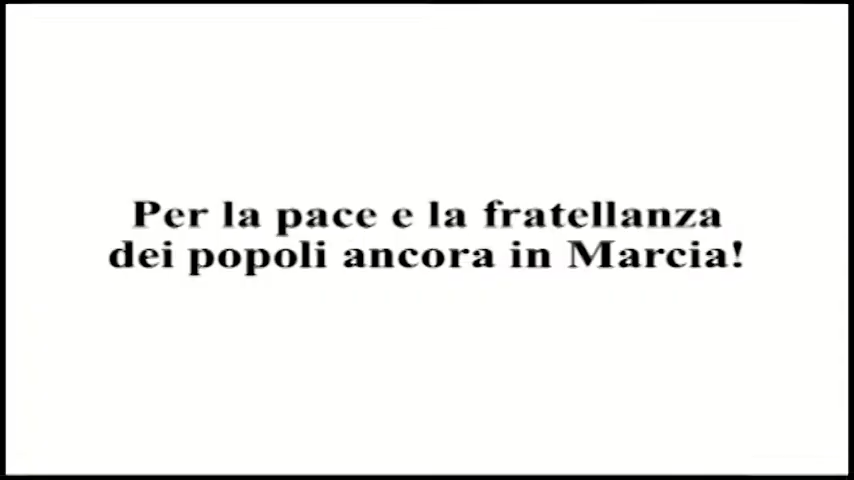 Per la pace e la fratellanza
dei popoli ancora in Marcia!